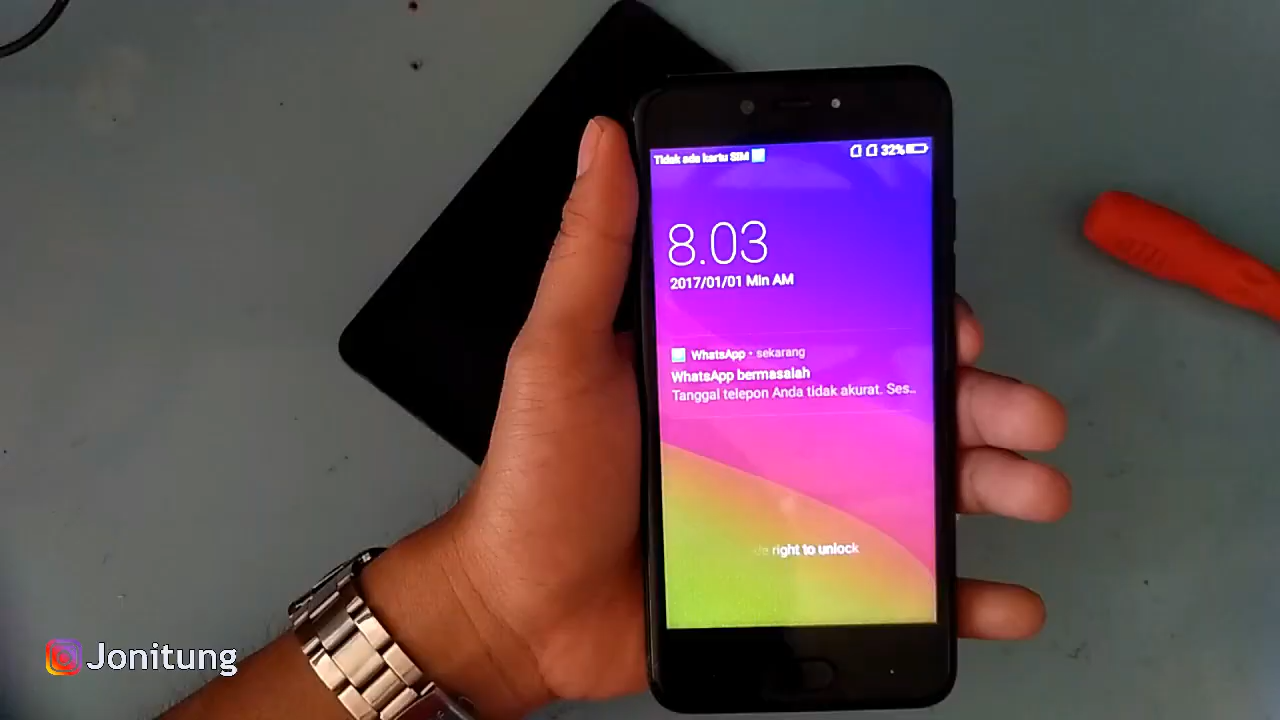 Tidak ada kartu SIM
32%
8.03
2017/01/01 Min AM
WhatsApp • sekarang
WhatsApp bermasalah
Tanggal telepon Anda tidak akurat. Ses..
right to unlock
Jonitung